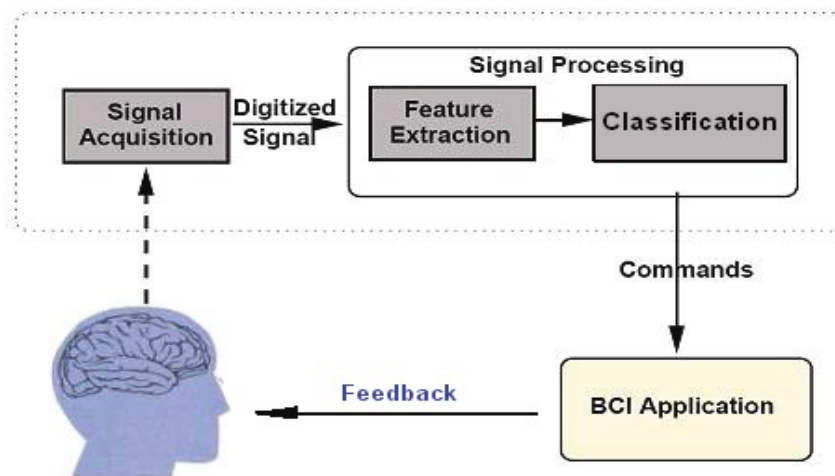 Signal Processing
Signal
Acquisition
Digitized
Signal
Feature
Extraction
Classification
Commands
BCI Application
Feedback